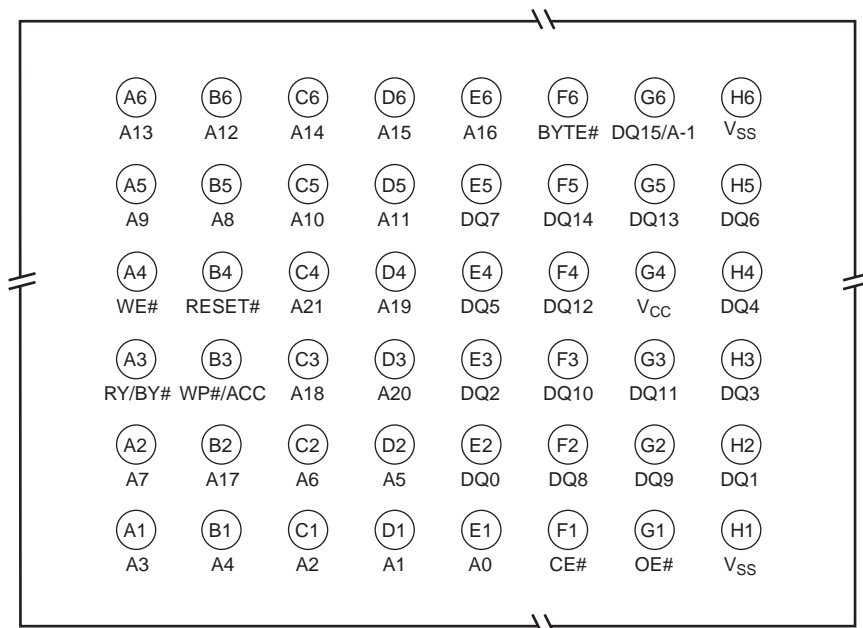 A6 B6 C6 D6 E6 F6 G6 H6
A13 A12 A14 A15 A16 BYTE# DQ15/A-1 VSS
A5 B5 C5 D5 E5 F5 G5 H5
A9 A8 A10 A11 DQ7 DQ14 DQ13 DQ6
A4 B4 C4 D4 E4 F4 G4 H4
WE# RESET# A21 A19 DQ5 DQ12 VCC DQ4
A3 B3 C3 D3 E3 F3 G3 H3
RY/BY# WP#/ACC A18 A20 DQ2 DQ10 DQ11 DQ3
A2 B2 C2 D2 E2 F2 G2 H2
A7 A17 A6 A5 DQ0 DQ8 DQ9 DQ1
A1 B1 C1 D1 E1 F1 G1 H1
A3 A4 A2 A1 A0 CE# OE# VSS